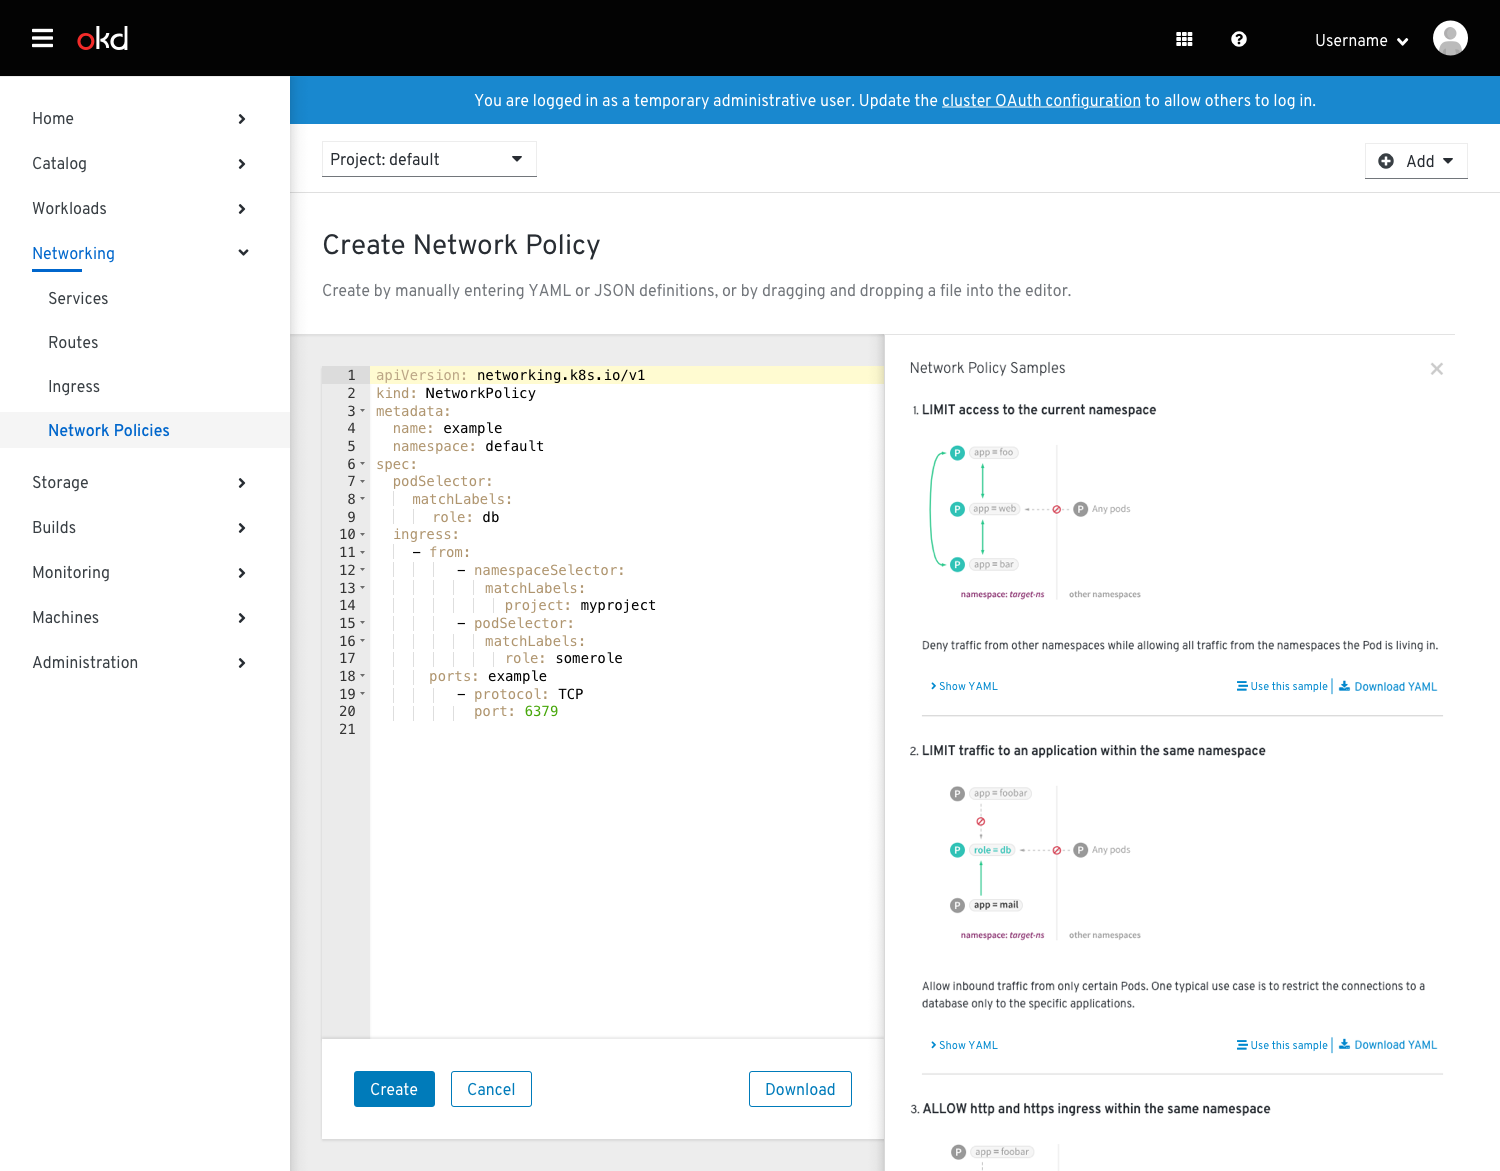 okd
Username
You are logged in as a temporary administrative user. Update the cluster OAuth configuration to allow others to log in.
Home
Catalog
Workloads
Networking
Services
Routes
Ingress
Network Policies
Storage
Builds
Monitoring
Machines
Administration
Project: default
Add
Create Network Policy
Create by manually entering YAML or JSON definitions, or by dragging and dropping a file into the editor.
1 apiVersion: networking.k8s.io/v1
2 kind: NetworkPolicy
3 metadata:
4 name: example
5 namespace: default
6 spec:
7 podSelector:
8 matchLabels:
9 role: db
10 ingress:
11 - from:
12 - namespaceSelector:
13 matchLabels:
14 project: myproject
15 - podSelector:
16 matchLabels:
17 role: somerole
18 ports: example
19 - protocol: TCP
20 port: 6379
21
Create
Cancel
Download
Network Policy Samples
1. LIMIT access to the current namespace
P app = foo
P app = web P Any pods
P app = bar
namespace: target-ns other namespaces
Deny traffic from other namespaces while allowing all traffic from the namespaces the Pod is living in.
Show YAML Use this sample | Download YAML
2. LIMIT traffic to an application within the same namespace
P app = foobar
P role = db P Any pods
P app = mail
namespace: target-ns other namespaces
Allow inbound traffic from only certain Pods. One typical use case is to restrict the connections to a
database only to the specific applications.
Show YAML Use this sample | Download YAML
3. ALLOW http and https ingress within the same namespace
P app = foobar